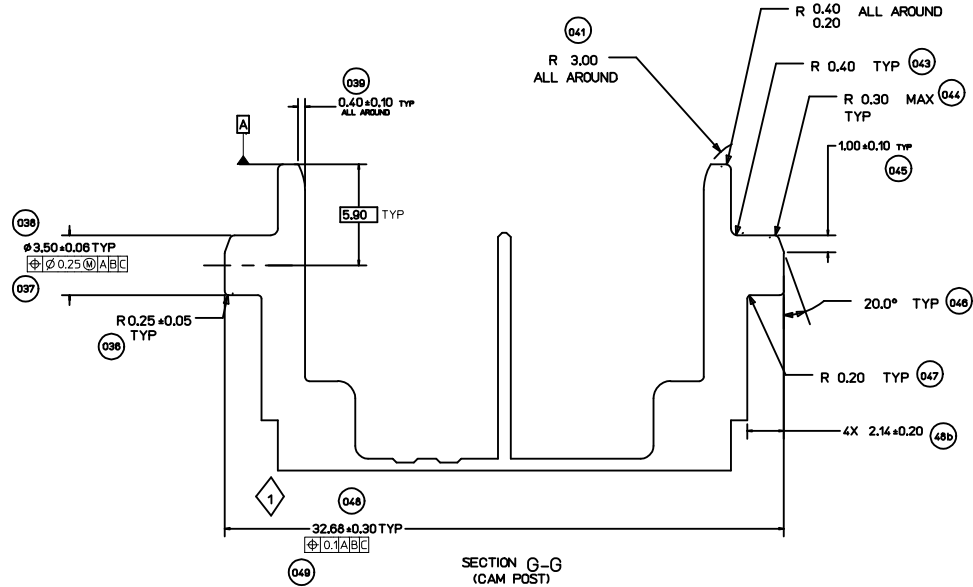 R 0.40 ALL AROUND
0.20
041
R 3.00
ALL AROUND
R 0.40 TYP 043
039
0.40±0.10 TYP
ALL AROUND
R 0.30 MAX 044
TYP
A
1.00±0.10 TYP
045
5.90 TYP
036
⌀3.50±0.06 TYP
⌖ ⌀0.25 Ⓜ A B C
037
20.0° TYP 046
R 0.25±0.05
TYP
036
R 0.20 TYP 047
4X 2.14±0.20 48b
1
048
32.68±0.30 TYP
⌖ 0.1 A B C
049
SECTION G-G
(CAM POST)